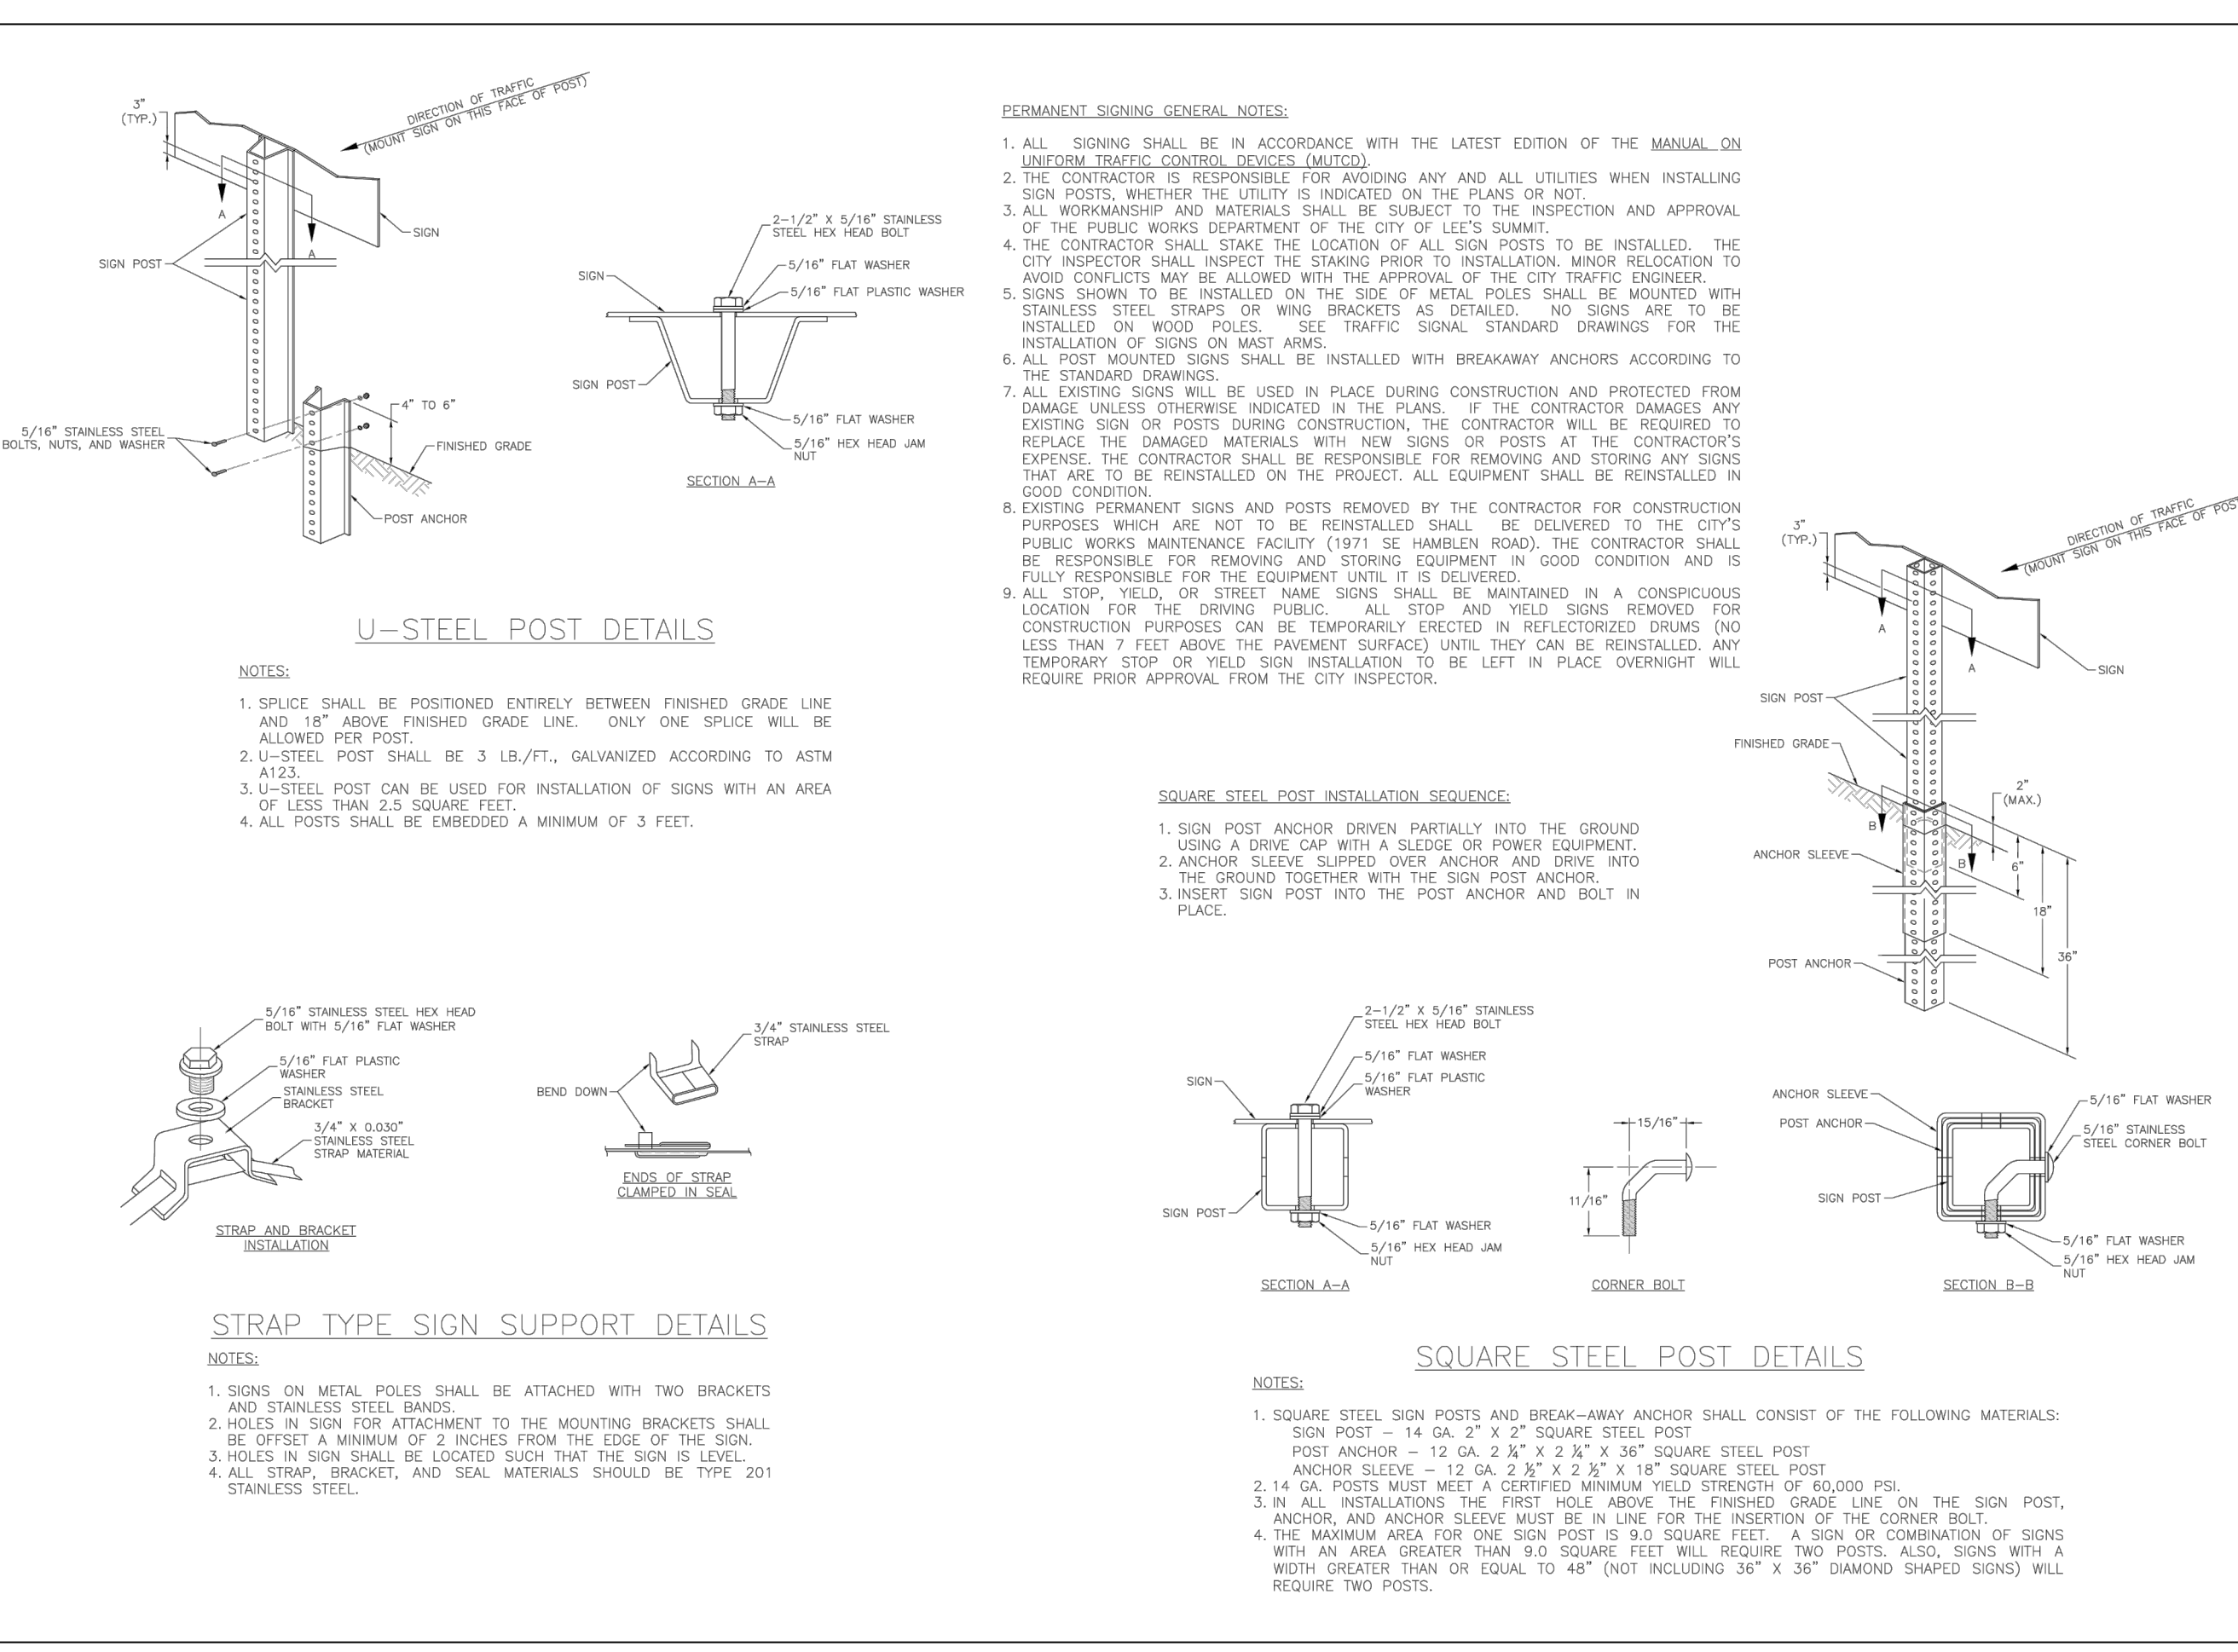 3"
(TYP.)
DIRECTION OF TRAFFIC
(MOUNT SIGN ON THIS FACE OF POST)
A
A
SIGN
SIGN POST
4" TO 6"
5/16" STAINLESS STEEL
BOLTS, NUTS, AND WASHER
FINISHED GRADE
POST ANCHOR
2-1/2" X 5/16" STAINLESS
STEEL HEX HEAD BOLT
5/16" FLAT WASHER
5/16" FLAT PLASTIC WASHER
SIGN
SIGN POST
5/16" FLAT WASHER
5/16" HEX HEAD JAM
NUT
SECTION A-A
U-STEEL POST DETAILS
NOTES:
1. SPLICE SHALL BE POSITIONED ENTIRELY BETWEEN FINISHED GRADE LINE
AND 18" ABOVE FINISHED GRADE LINE. ONLY ONE SPLICE WILL BE
ALLOWED PER POST.
2. U-STEEL POST SHALL BE 3 LB./FT., GALVANIZED ACCORDING TO ASTM
A123.
3. U-STEEL POST CAN BE USED FOR INSTALLATION OF SIGNS WITH AN AREA
OF LESS THAN 2.5 SQUARE FEET.
4. ALL POSTS SHALL BE EMBEDDED A MINIMUM OF 3 FEET.
5/16" STAINLESS STEEL HEX HEAD
BOLT WITH 5/16" FLAT WASHER
5/16" FLAT PLASTIC
WASHER
STAINLESS STEEL
BRACKET
3/4" X 0.030"
STAINLESS STEEL
STRAP MATERIAL
STRAP AND BRACKET
INSTALLATION
3/4" STAINLESS STEEL
STRAP
BEND DOWN
ENDS OF STRAP
CLAMPED IN SEAL
STRAP TYPE SIGN SUPPORT DETAILS
NOTES:
1. SIGNS ON METAL POLES SHALL BE ATTACHED WITH TWO BRACKETS
AND STAINLESS STEEL BANDS.
2. HOLES IN SIGN FOR ATTACHMENT TO THE MOUNTING BRACKETS SHALL
BE OFFSET A MINIMUM OF 2 INCHES FROM THE EDGE OF THE SIGN.
3. HOLES IN SIGN SHALL BE LOCATED SUCH THAT THE SIGN IS LEVEL.
4. ALL STRAP, BRACKET, AND SEAL MATERIALS SHOULD BE TYPE 201
STAINLESS STEEL.
PERMANENT SIGNING GENERAL NOTES:
1. ALL SIGNING SHALL BE IN ACCORDANCE WITH THE LATEST EDITION OF THE MANUAL ON
UNIFORM TRAFFIC CONTROL DEVICES (MUTCD).
2. THE CONTRACTOR IS RESPONSIBLE FOR AVOIDING ANY AND ALL UTILITIES WHEN INSTALLING
SIGN POSTS, WHETHER THE UTILITY IS INDICATED ON THE PLANS OR NOT.
3. ALL WORKMANSHIP AND MATERIALS SHALL BE SUBJECT TO THE INSPECTION AND APPROVAL
OF THE PUBLIC WORKS DEPARTMENT OF THE CITY OF LEE'S SUMMIT.
4. THE CONTRACTOR SHALL STAKE THE LOCATION OF ALL SIGN POSTS TO BE INSTALLED. THE
CITY INSPECTOR SHALL INSPECT THE STAKING PRIOR TO INSTALLATION. MINOR RELOCATION TO
AVOID CONFLICTS MAY BE ALLOWED WITH THE APPROVAL OF THE CITY TRAFFIC ENGINEER.
5. SIGNS SHOWN TO BE INSTALLED ON THE SIDE OF METAL POLES SHALL BE MOUNTED WITH
STAINLESS STEEL STRAPS OR WING BRACKETS AS DETAILED. NO SIGNS ARE TO BE
INSTALLED ON WOOD POLES. SEE TRAFFIC SIGNAL STANDARD DRAWINGS FOR THE
INSTALLATION OF SIGNS ON MAST ARMS.
6. ALL POST MOUNTED SIGNS SHALL BE INSTALLED WITH BREAKAWAY ANCHORS ACCORDING TO
THE STANDARD DRAWINGS.
7. ALL EXISTING SIGNS WILL BE USED IN PLACE DURING CONSTRUCTION AND PROTECTED FROM
DAMAGE UNLESS OTHERWISE INDICATED IN THE PLANS. IF THE CONTRACTOR DAMAGES ANY
EXISTING SIGN OR POSTS DURING CONSTRUCTION, THE CONTRACTOR WILL BE REQUIRED TO
REPLACE THE DAMAGED MATERIALS WITH NEW SIGNS OR POSTS AT THE CONTRACTOR'S
EXPENSE. THE CONTRACTOR SHALL BE RESPONSIBLE FOR REMOVING AND STORING ANY SIGNS
THAT ARE TO BE REINSTALLED ON THE PROJECT. ALL EQUIPMENT SHALL BE REINSTALLED IN
GOOD CONDITION.
8. EXISTING PERMANENT SIGNS AND POSTS REMOVED BY THE CONTRACTOR FOR CONSTRUCTION
PURPOSES WHICH ARE NOT TO BE REINSTALLED SHALL BE DELIVERED TO THE CITY'S
PUBLIC WORKS MAINTENANCE FACILITY (1971 SE HAMBLEN ROAD). THE CONTRACTOR SHALL
BE RESPONSIBLE FOR REMOVING AND STORING EQUIPMENT IN GOOD CONDITION AND IS
FULLY RESPONSIBLE FOR THE EQUIPMENT UNTIL IT IS DELIVERED.
9. ALL STOP, YIELD, OR STREET NAME SIGNS SHALL BE MAINTAINED IN A CONSPICUOUS
LOCATION FOR THE DRIVING PUBLIC. ALL STOP AND YIELD SIGNS REMOVED FOR
CONSTRUCTION PURPOSES CAN BE TEMPORARILY ERECTED IN REFLECTORIZED DRUMS (NO
LESS THAN 7 FEET ABOVE THE PAVEMENT SURFACE) UNTIL THEY CAN BE REINSTALLED. ANY
TEMPORARY STOP OR YIELD SIGN INSTALLATION TO BE LEFT IN PLACE OVERNIGHT WILL
REQUIRE PRIOR APPROVAL FROM THE CITY INSPECTOR.
SQUARE STEEL POST INSTALLATION SEQUENCE:
1. SIGN POST ANCHOR DRIVEN PARTIALLY INTO THE GROUND
USING A DRIVE CAP WITH A SLEDGE OR POWER EQUIPMENT.
2. ANCHOR SLEEVE SLIPPED OVER ANCHOR AND DRIVE INTO
THE GROUND TOGETHER WITH THE SIGN POST ANCHOR.
3. INSERT SIGN POST INTO THE POST ANCHOR AND BOLT IN
PLACE.
3"
(TYP.)
DIRECTION OF TRAFFIC
(MOUNT SIGN ON THIS FACE OF POS
A
A
SIGN
SIGN POST
FINISHED GRADE
2"
(MAX.)
B
B
ANCHOR SLEEVE
6"
18"
36"
POST ANCHOR
2-1/2" X 5/16" STAINLESS
STEEL HEX HEAD BOLT
5/16" FLAT WASHER
5/16" FLAT PLASTIC
WASHER
SIGN
SIGN POST
5/16" FLAT WASHER
5/16" HEX HEAD JAM
NUT
SECTION A-A
15/16"
11/16"
CORNER BOLT
ANCHOR SLEEVE
POST ANCHOR
SIGN POST
5/16" FLAT WASHER
5/16" STAINLESS
STEEL CORNER BOLT
5/16" FLAT WASHER
5/16" HEX HEAD JAM
NUT
SECTION B-B
SQUARE STEEL POST DETAILS
NOTES:
1. SQUARE STEEL SIGN POSTS AND BREAK-AWAY ANCHOR SHALL CONSIST OF THE FOLLOWING MATERIALS:
SIGN POST - 14 GA. 2" X 2" SQUARE STEEL POST
POST ANCHOR - 12 GA. 2 ¼" X 2 ¼" X 36" SQUARE STEEL POST
ANCHOR SLEEVE - 12 GA. 2 ½" X 2 ½" X 18" SQUARE STEEL POST
2. 14 GA. POSTS MUST MEET A CERTIFIED MINIMUM YIELD STRENGTH OF 60,000 PSI.
3. IN ALL INSTALLATIONS THE FIRST HOLE ABOVE THE FINISHED GRADE LINE ON THE SIGN POST,
ANCHOR, AND ANCHOR SLEEVE MUST BE IN LINE FOR THE INSERTION OF THE CORNER BOLT.
4. THE MAXIMUM AREA FOR ONE SIGN POST IS 9.0 SQUARE FEET. A SIGN OR COMBINATION OF SIGNS
WITH AN AREA GREATER THAN 9.0 SQUARE FEET WILL REQUIRE TWO POSTS. ALSO, SIGNS WITH A
WIDTH GREATER THAN OR EQUAL TO 48" (NOT INCLUDING 36" X 36" DIAMOND SHAPED SIGNS) WILL
REQUIRE TWO POSTS.